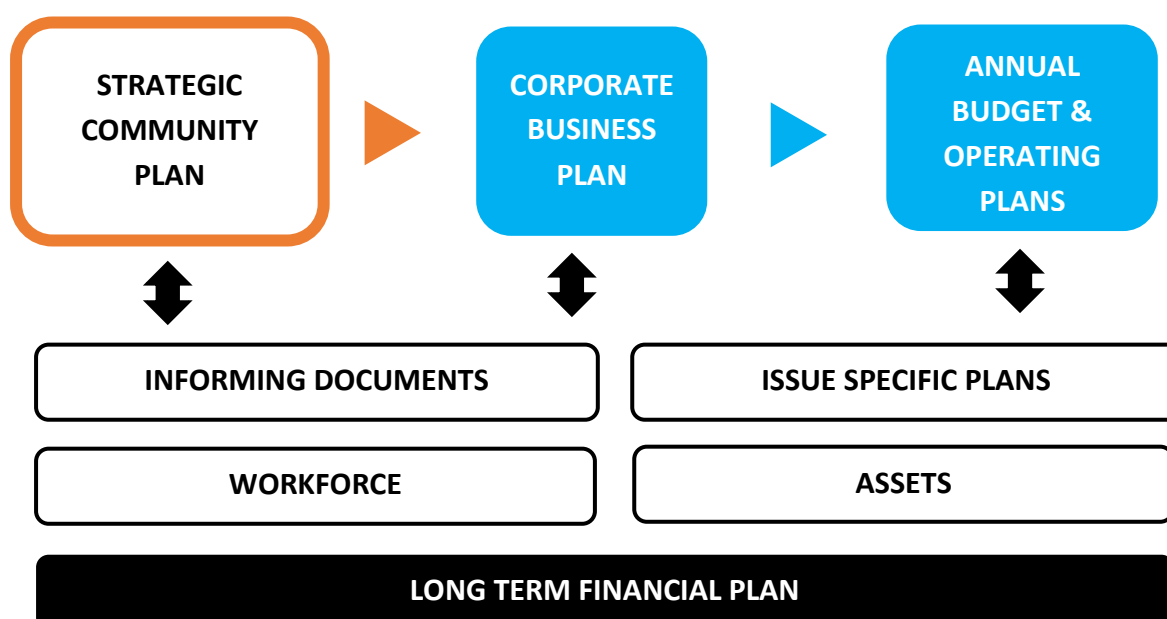 STRATEGIC
COMMUNITY
PLAN
CORPORATE
BUSINESS
PLAN
ANNUAL
BUDGET &
OPERATING
PLANS
INFORMING DOCUMENTS
ISSUE SPECIFIC PLANS
WORKFORCE
ASSETS
LONG TERM FINANCIAL PLAN